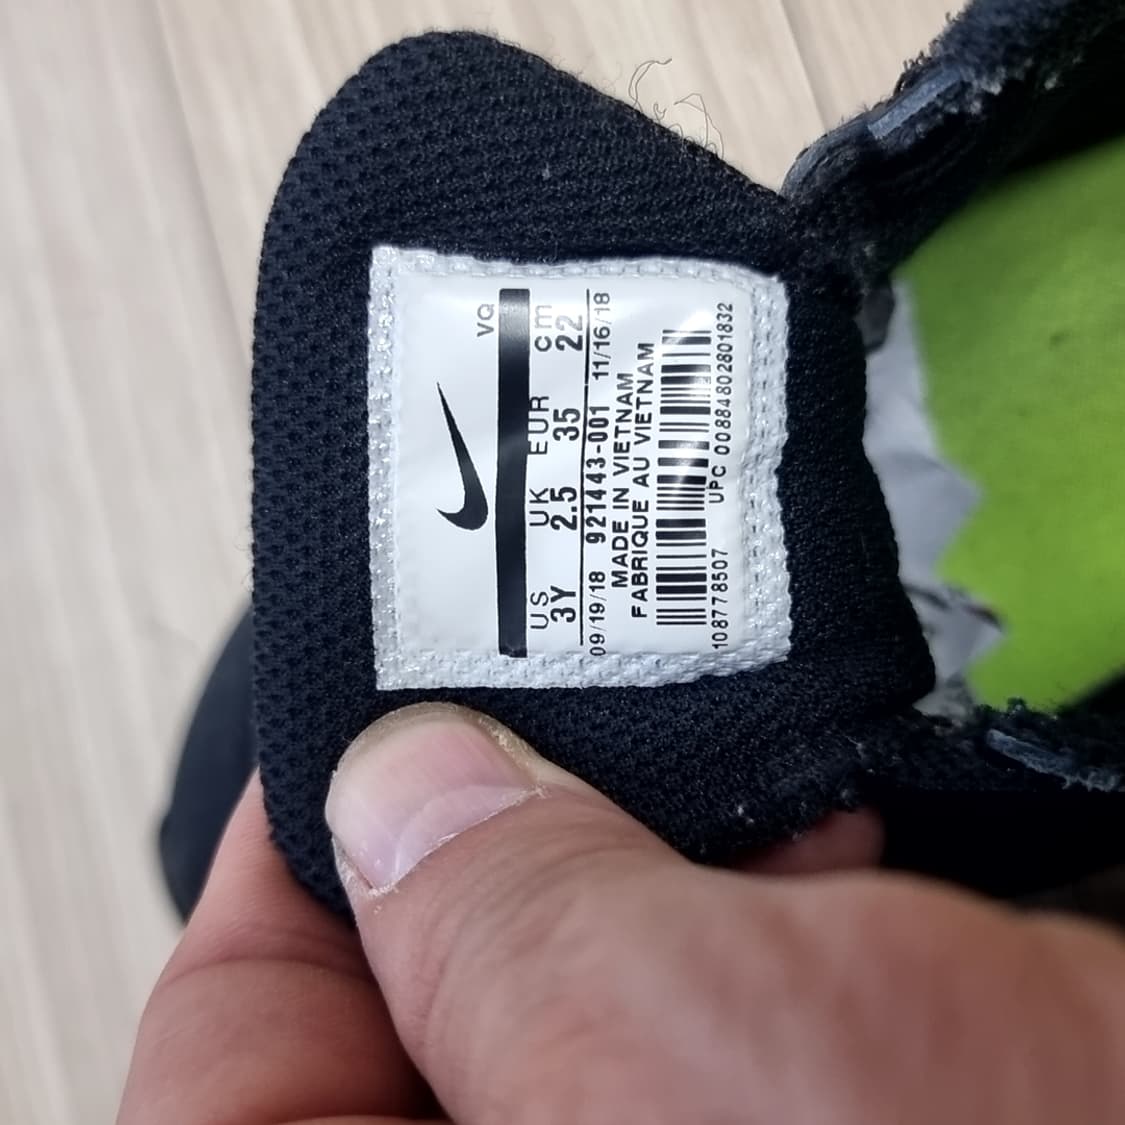 VQ
US UK EUR cm
3Y 2.5 35 22
09/19/18 921443-001 11/16/18
MADE IN VIETNAM
FABRIQUE AU VIETNAM
108778507 UPC 00884802801832